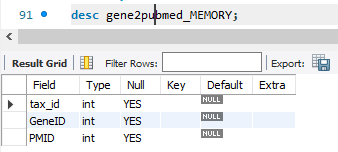 91 desc gene2pubmed_MEMORY;
Result Grid Filter Rows: Export:
Field Type Null Key Default Extra
tax_id int YES NULL
GeneID int YES NULL
PMID int YES NULL